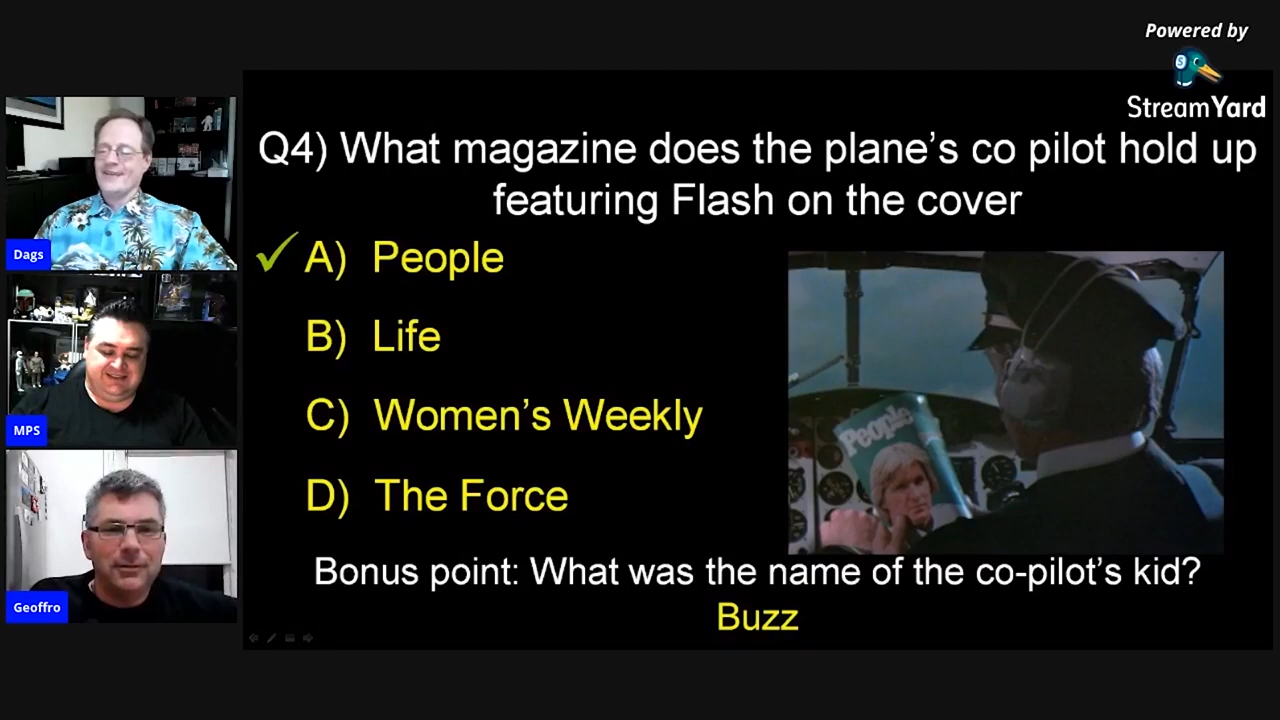 Powered by
StreamYard
Q4) What magazine does the plane's co pilot hold up
featuring Flash on the cover
A) People
B) Life
C) Women's Weekly
D) The Force
People
Bonus point: What was the name of the co-pilot's kid?
Buzz
Dags
MPS
Geoffro